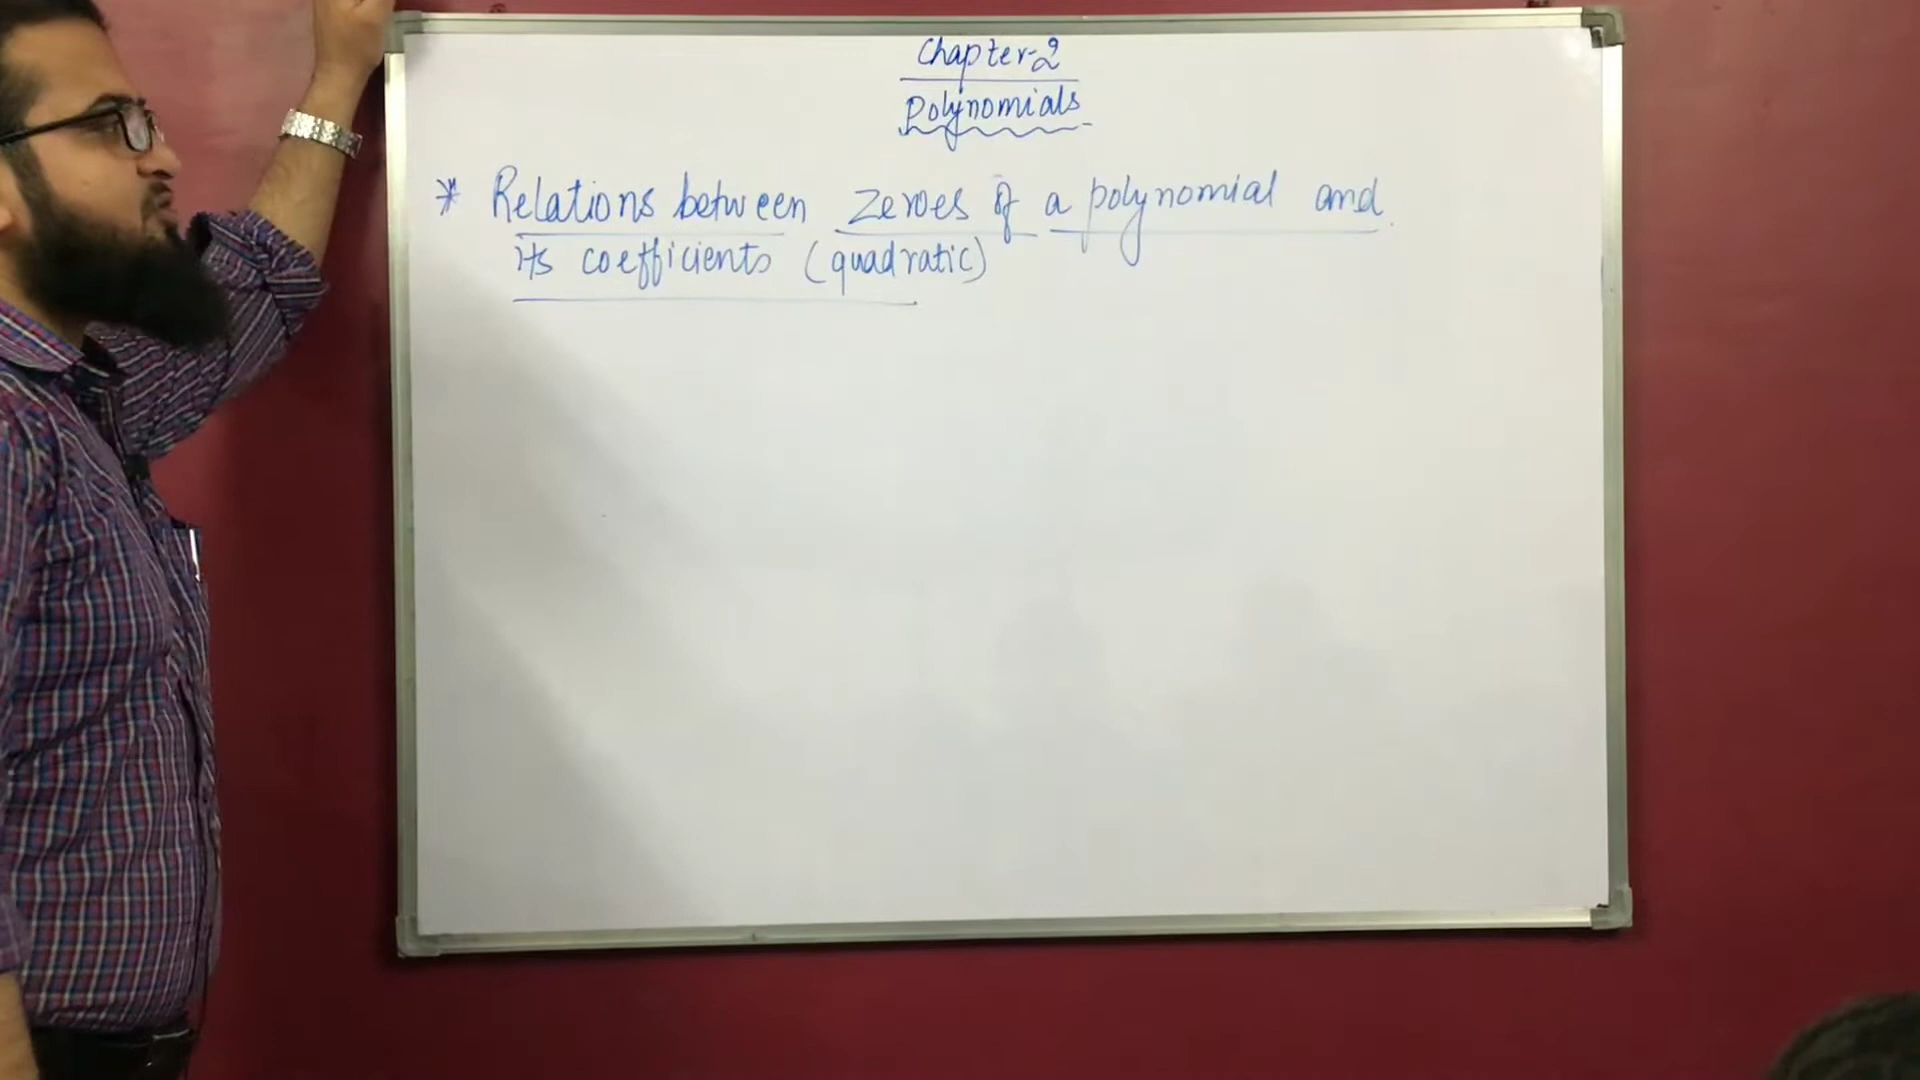 Chapter-2
Polynomials
* Relations between zeroes of a polynomial and
its coefficients (quadratic)